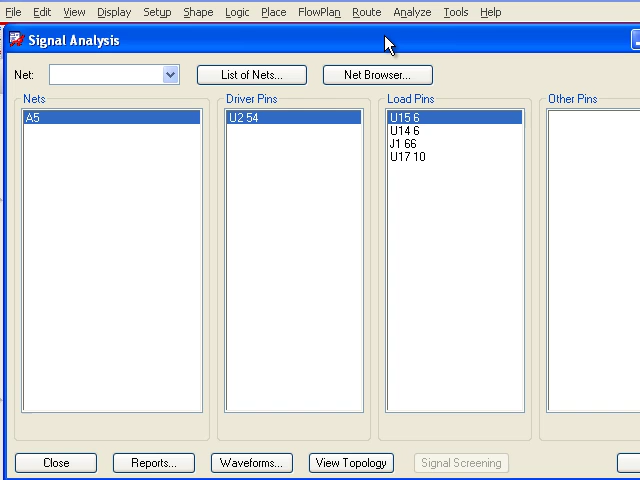 File Edit View Display Setup Shape Logic Place FlowPlan Route Analyze Tools Help
Signal Analysis
Net: List of Nets... Net Browser...
Nets Driver Pins Load Pins Other Pins
A5 U2 54 U15 6
U14 6
J1 66
U17 10
Close Reports... Waveforms... View Topology Signal Screening